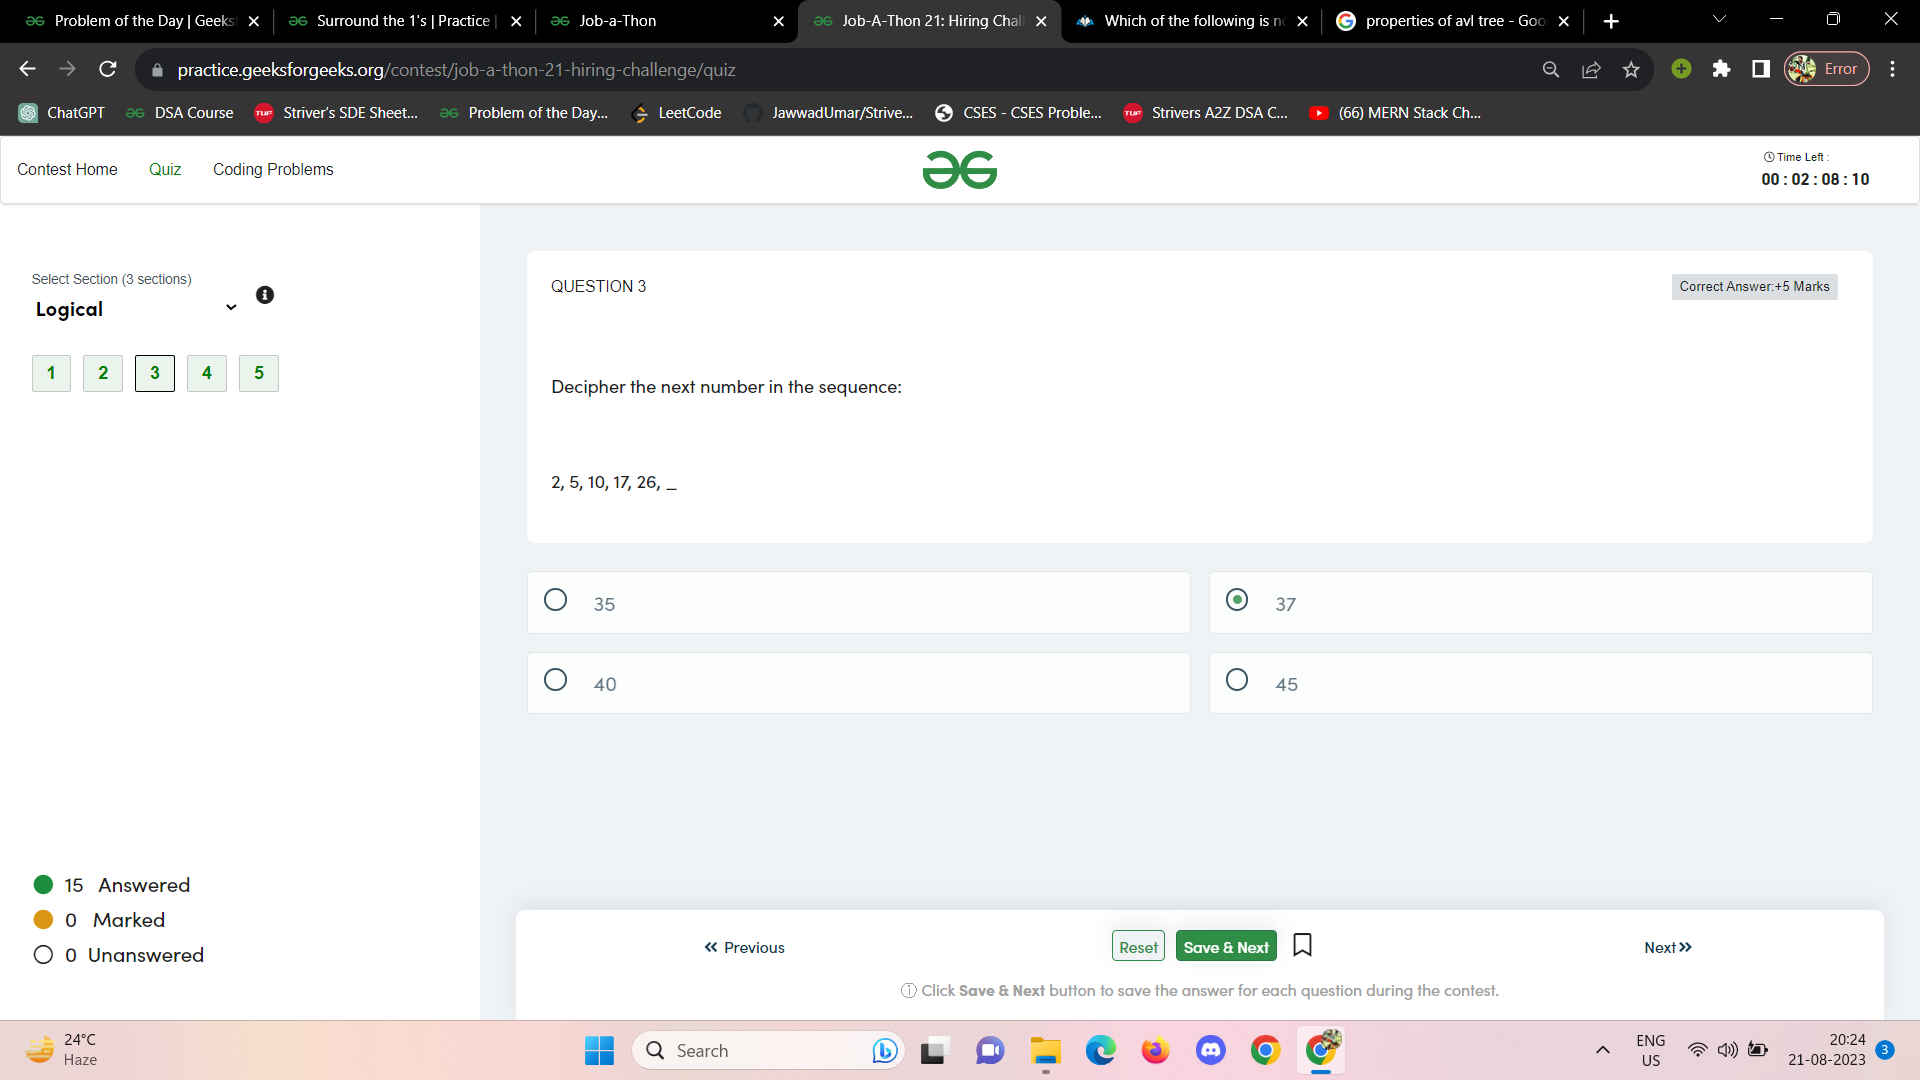 Problem of the Day | Geeks
Surround the 1's | Practice |
Job-a-Thon
Job-A-Thon 21: Hiring Chall
Which of the following is no
properties of avl tree - Goo
practice.geeksforgeeks.org/contest/job-a-thon-21-hiring-challenge/quiz
Error
ChatGPT
DSA Course
Striver's SDE Sheet...
Problem of the Day...
LeetCode
JawwadUmar/Strive...
CSES - CSES Proble...
Strivers A2Z DSA C...
(66) MERN Stack Ch...
Contest Home
Quiz
Coding Problems
Time Left :
00 : 02 : 08 : 10
Select Section (3 sections)
Logical
1 2 3 4 5
QUESTION 3
Correct Answer:+5 Marks
Decipher the next number in the sequence:
2, 5, 10, 17, 26, _
35
37
40
45
15 Answered
0 Marked
0 Unanswered
Previous
Reset
Save & Next
Next
Click Save & Next button to save the answer for each question during the contest.
24°C
Haze
Search
ENG
US
20:24
21-08-2023
3